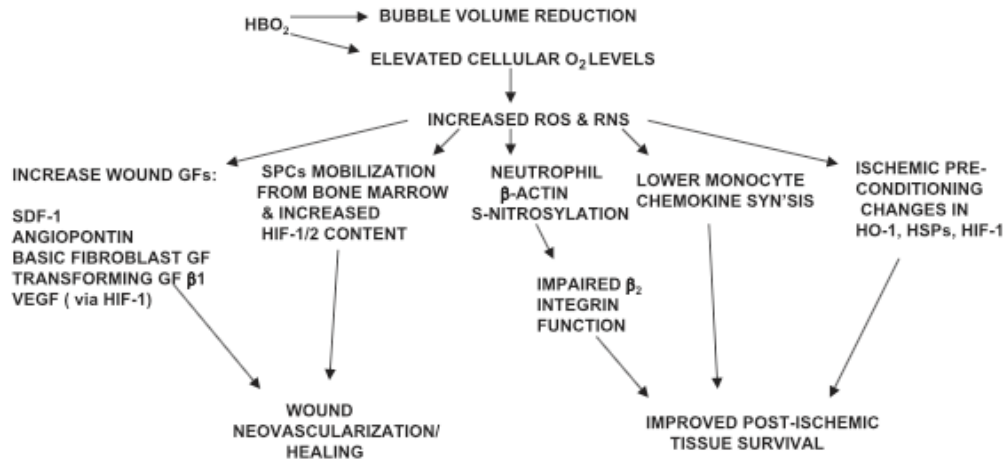 HBO₂
BUBBLE VOLUME REDUCTION
ELEVATED CELLULAR O₂ LEVELS
INCREASED ROS & RNS
INCREASE WOUND GFs:
SDF-1
ANGIOPONTIN
BASIC FIBROBLAST GF
TRANSFORMING GF β1
VEGF ( via HIF-1)
SPCs MOBILIZATION
FROM BONE MARROW
& INCREASED
HIF-1/2 CONTENT
NEUTROPHIL
β-ACTIN
S-NITROSYLATION
LOWER MONOCYTE
CHEMOKINE SYN'SIS
ISCHEMIC PRE-
CONDITIONING
CHANGES IN
HO-1, HSPs, HIF-1
IMPAIRED β₂
INTEGRIN
FUNCTION
WOUND
NEOVASCULARIZATION/
HEALING
IMPROVED POST-ISCHEMIC
TISSUE SURVIVAL